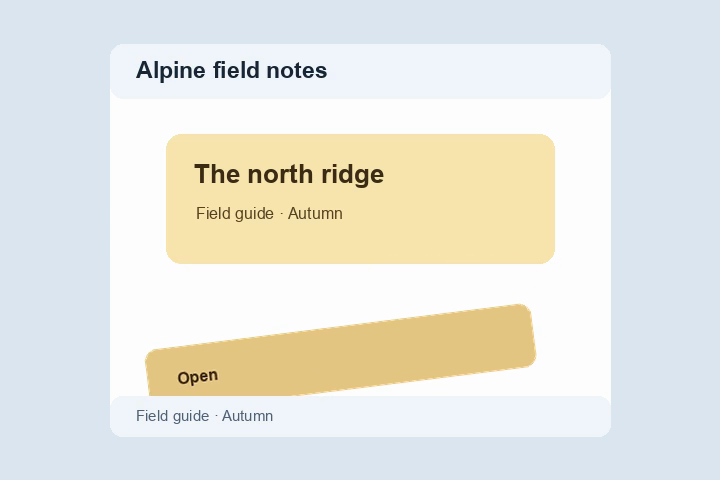 Alpine field notes
The north ridge
Field guide · Autumn
Open
Field guide · Autumn